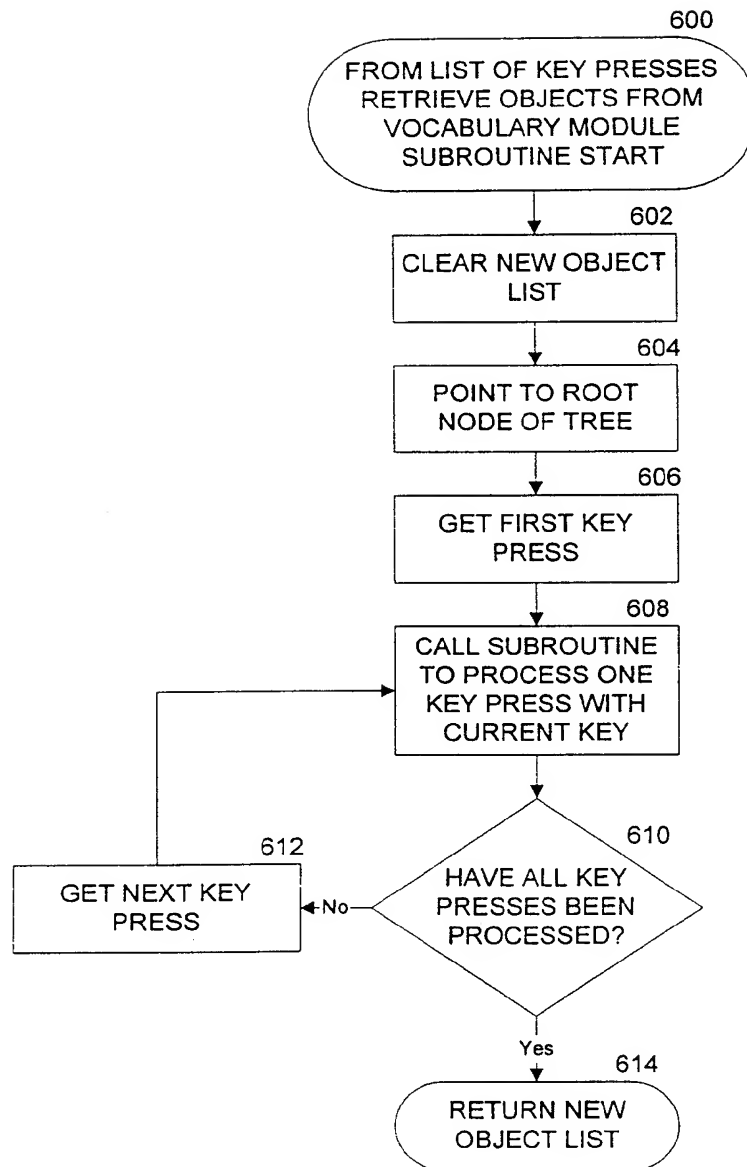 600
FROM LIST OF KEY PRESSES
RETRIEVE OBJECTS FROM
VOCABULARY MODULE
SUBROUTINE START
602
CLEAR NEW OBJECT
LIST
604
POINT TO ROOT
NODE OF TREE
606
GET FIRST KEY
PRESS
608
CALL SUBROUTINE
TO PROCESS ONE
KEY PRESS WITH
CURRENT KEY
610
HAVE ALL KEY
PRESSES BEEN
PROCESSED?
No
612
GET NEXT KEY
PRESS
Yes
614
RETURN NEW
OBJECT LIST